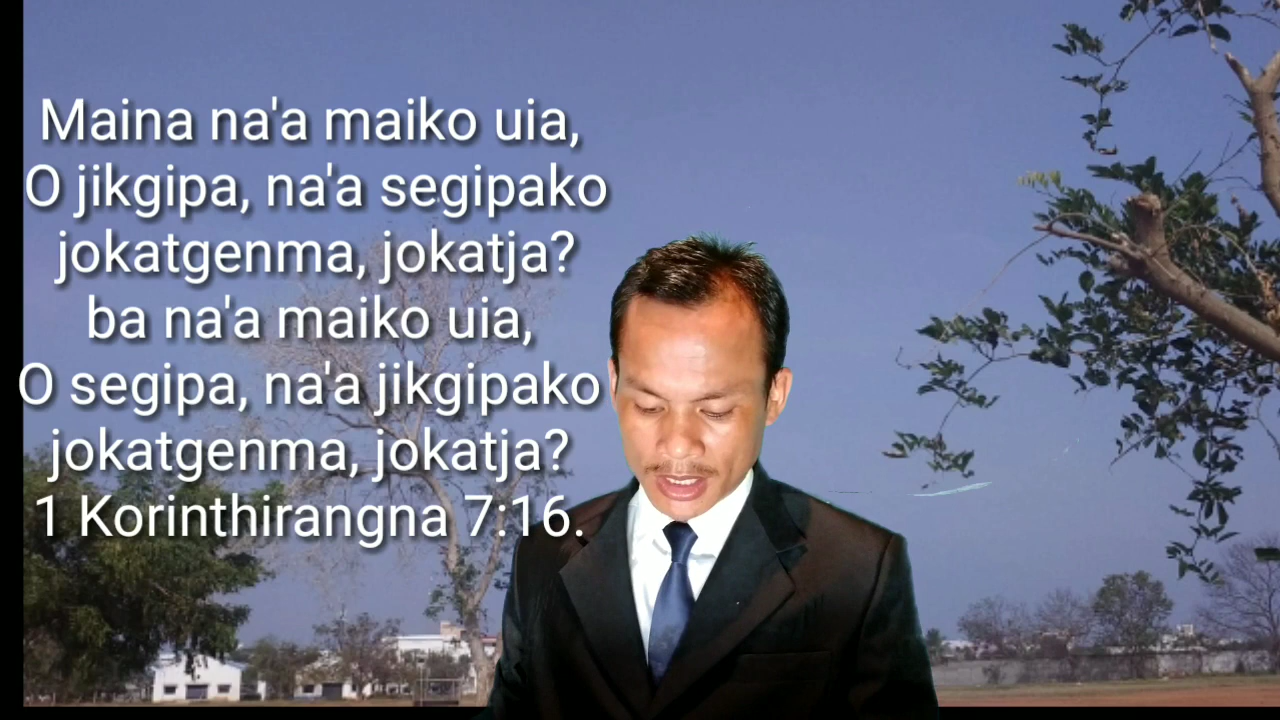 Maina na'a maiko uia,
O jikgipa, na'a segipako
jokatgenma, jokatja?
ba na'a maiko uia,
O segipa, na'a jikgipako
jokatgenma, jokatja?
1 Korinthirangna 7:16.